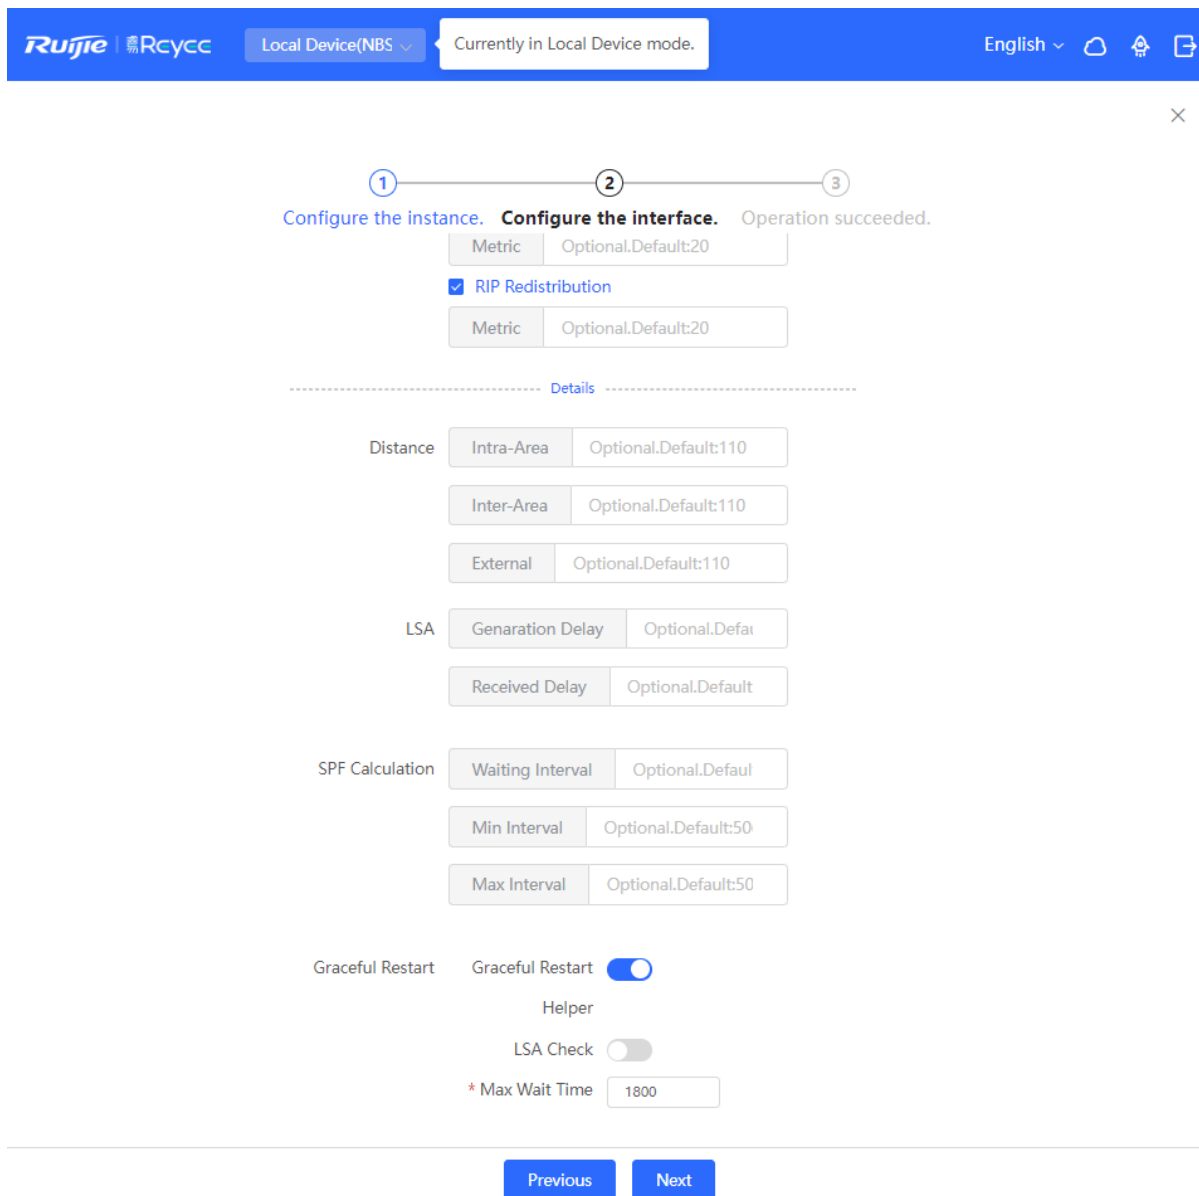 Ruijie 睿易 Reyee Local Device(NBS Currently in Local Device mode. English
1 2 3
Configure the instance. Configure the interface. Operation succeeded.
Metric Optional.Default:20
RIP Redistribution
Metric Optional.Default:20
Details
Distance Intra-Area Optional.Default:110
Inter-Area Optional.Default:110
External Optional.Default:110
LSA Genaration Delay Optional.Defau
Received Delay Optional.Default
SPF Calculation Waiting Interval Optional.Defaul
Min Interval Optional.Default:50
Max Interval Optional.Default:50
Graceful Restart Graceful Restart
Helper
LSA Check
* Max Wait Time 1800
Previous Next